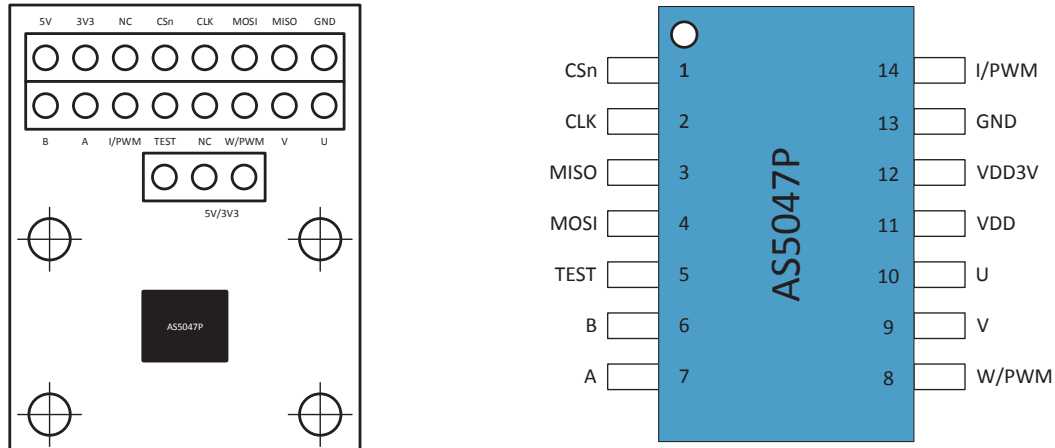 5V 3V3 NC CSn CLK MOSI MISO GND
B A I/PWM TEST NC W/PWM V U
5V/3V3
AS5047P
CSn 1 14 I/PWM
CLK 2 13 GND
MISO 3 12 VDD3V
MOSI 4 11 VDD
TEST 5 10 U
B 6 9 V
A 7 8 W/PWM
AS5047P